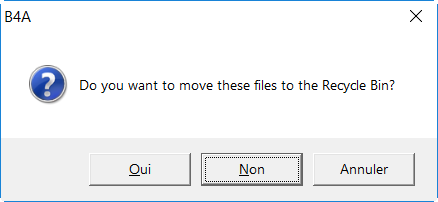 B4A
Do you want to move these files to the Recycle Bin?
Oui
Non
Annuler